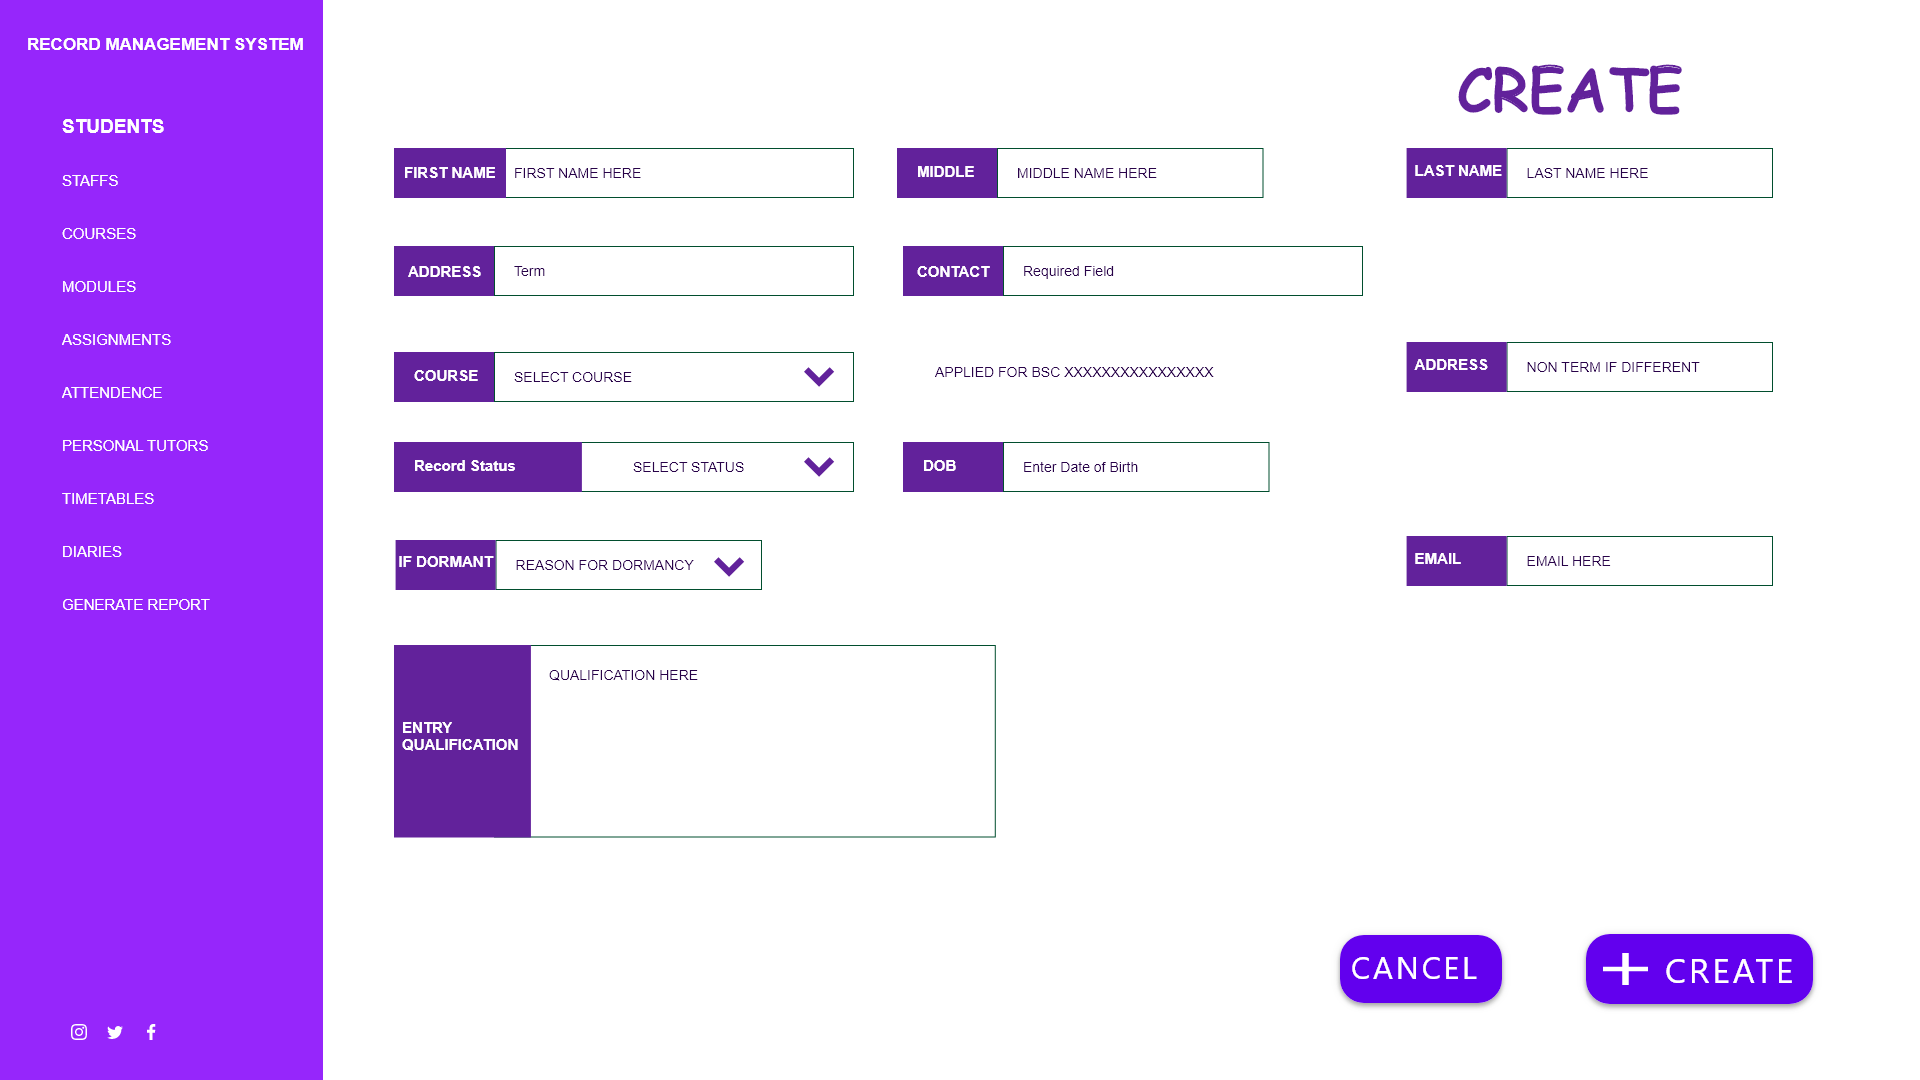 RECORD MANAGEMENT SYSTEM
STUDENTS
STAFFS
COURSES
MODULES
ASSIGNMENTS
ATTENDENCE
PERSONAL TUTORS
TIMETABLES
DIARIES
GENERATE REPORT
CREATE
FIRST NAME FIRST NAME HERE
MIDDLE MIDDLE NAME HERE
LAST NAME LAST NAME HERE
ADDRESS Term
CONTACT Required Field
COURSE SELECT COURSE
APPLIED FOR BSC XXXXXXXXXXXXXXXX
ADDRESS NON TERM IF DIFFERENT
Record Status SELECT STATUS
DOB Enter Date of Birth
IF DORMANT REASON FOR DORMANCY
EMAIL EMAIL HERE
QUALIFICATION HERE
ENTRY
QUALIFICATION
CANCEL
CREATE